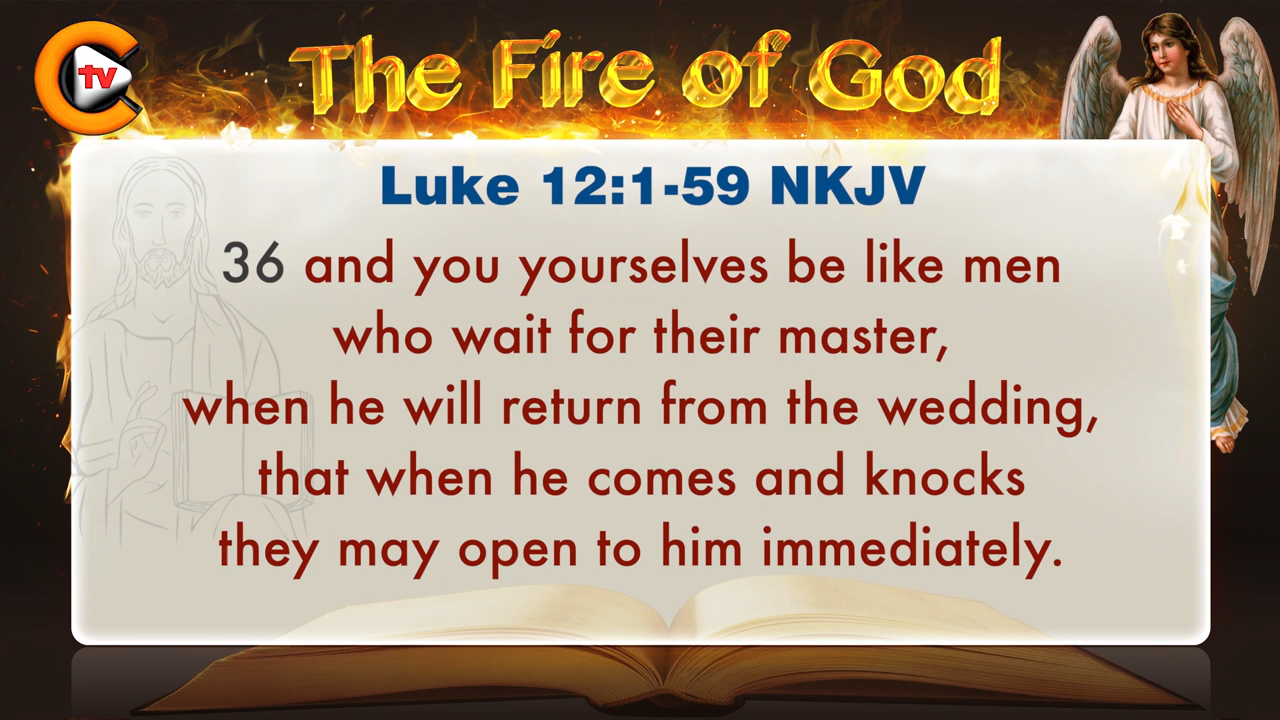 tv
The Fire of God
Luke 12:1-59 NKJV
36 and you yourselves be like men
who wait for their master,
when he will return from the wedding,
that when he comes and knocks
they may open to him immediately.